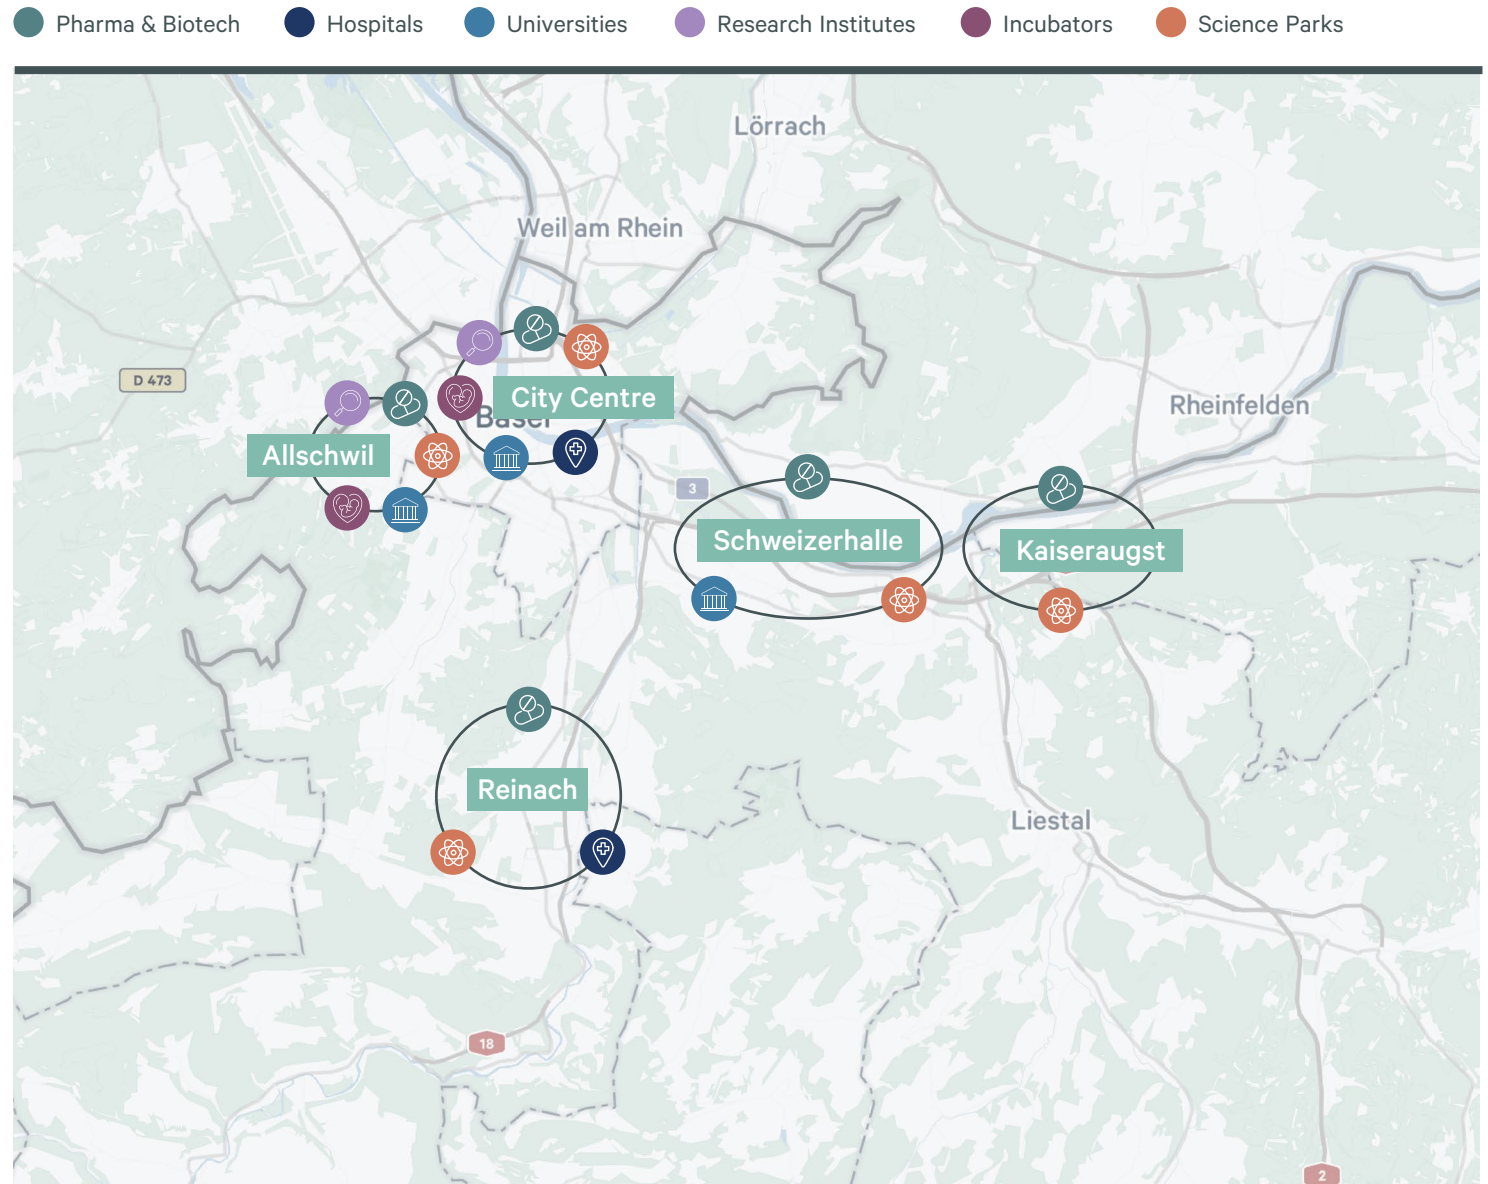 Pharma & Biotech Hospitals Universities Research Institutes Incubators Science Parks
Lörrach
Weil am Rhein
D 473
City Centre
Basel
Rheinfelden
Allschwil
3
Schweizerhalle
Kaiseraugst
Reinach
Liestal
18
2